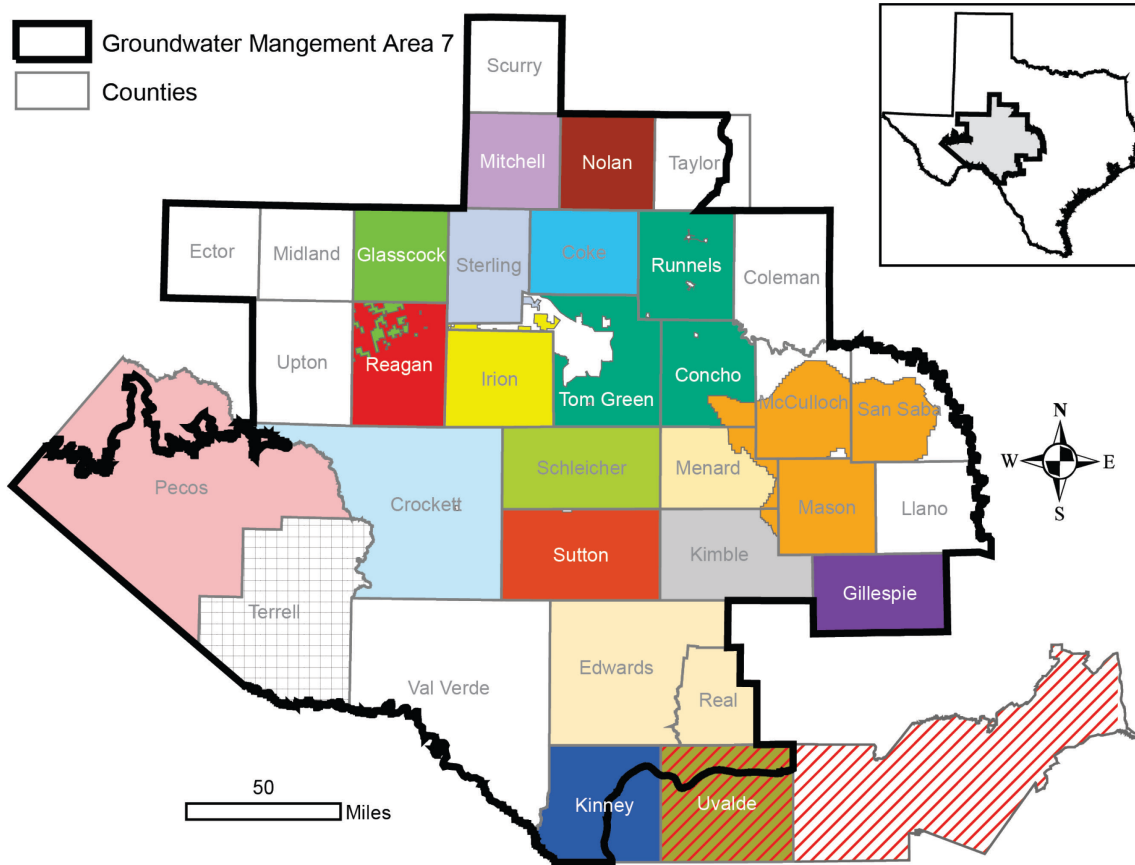 Groundwater Mangement Area 7
Counties
Scurry
Mitchell
Nolan
Taylor
Ector
Midland
Glasscock
Sterling
Coke
Runnels
Coleman
Upton
Reagan
Irion
Tom Green
Concho
McCulloch
San Saba
Pecos
Crockett
Schleicher
Menard
Mason
Llano
Terrell
Sutton
Kimble
Gillespie
Val Verde
Edwards
Real
Kinney
Uvalde
N
W
E
S
50
Miles